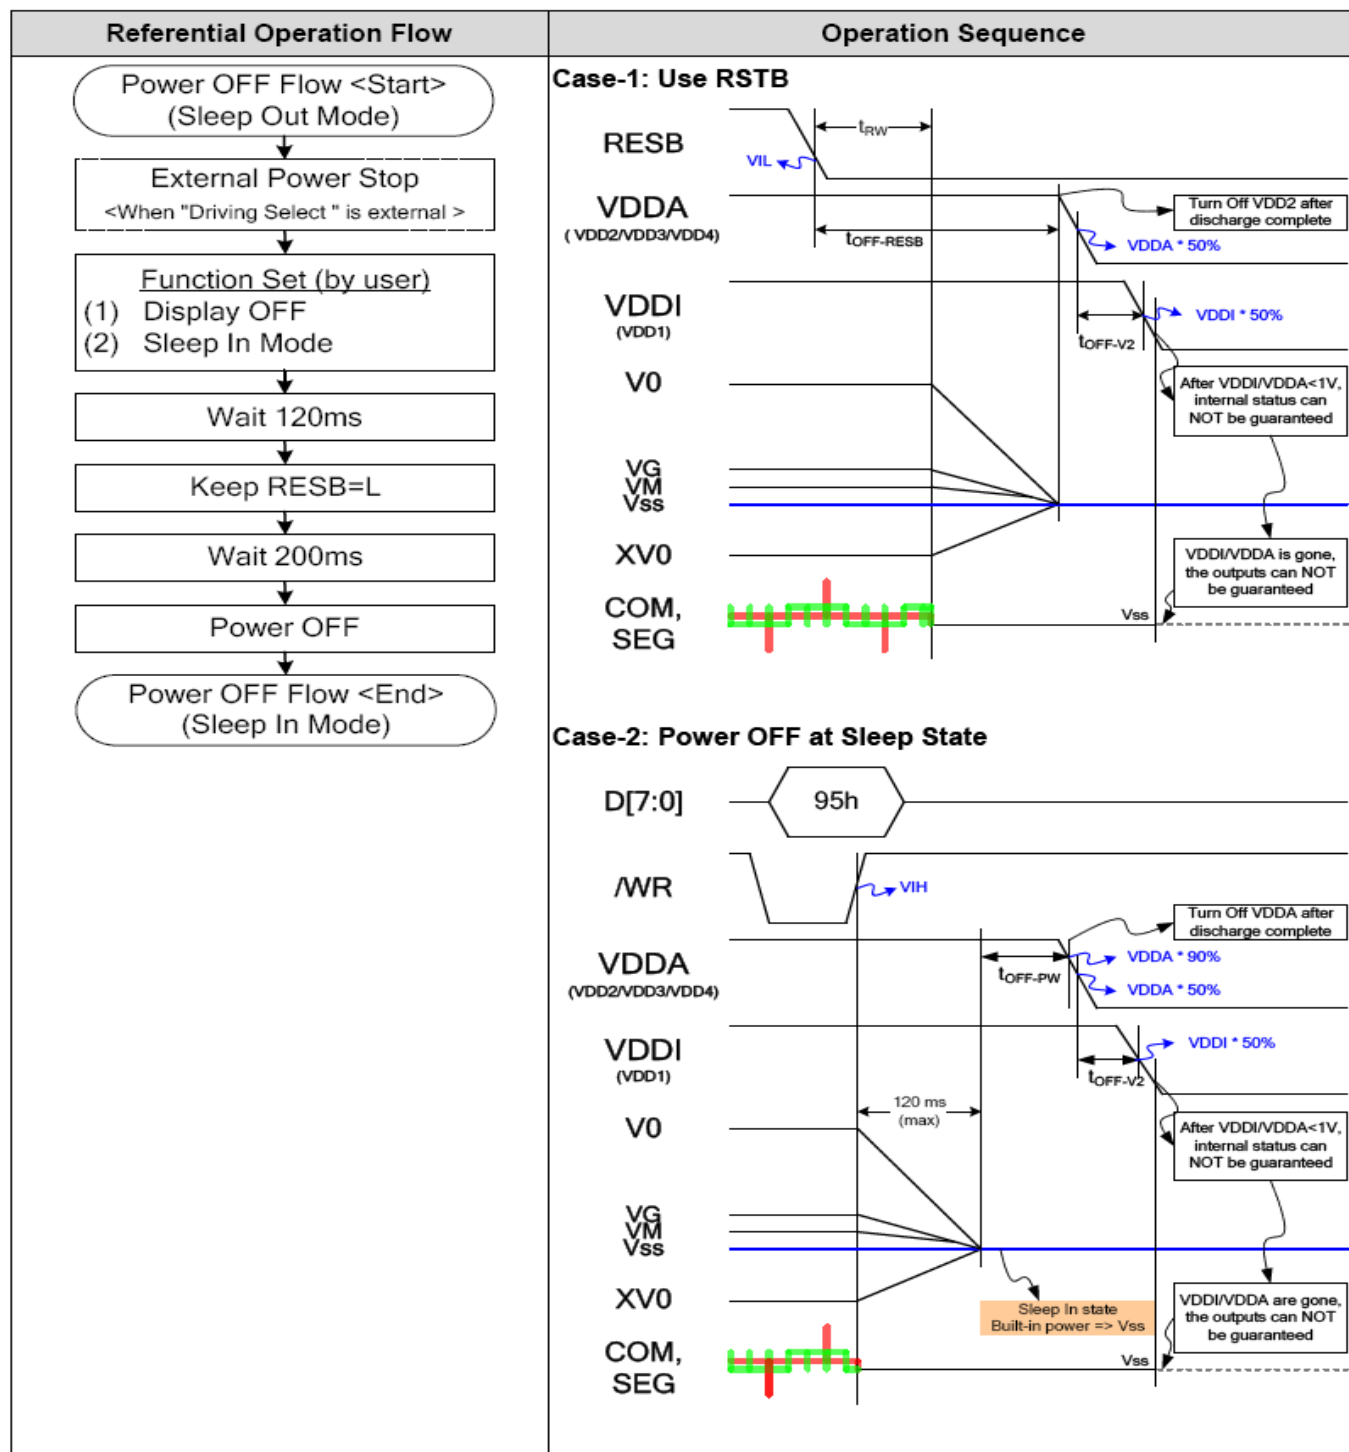 Referential Operation Flow
Operation Sequence
Power OFF Flow <Start>
(Sleep Out Mode)
External Power Stop
<When "Driving Select " is external >
Function Set (by user)
(1) Display OFF
(2) Sleep In Mode
Wait 120ms
Keep RESB=L
Wait 200ms
Power OFF
Power OFF Flow <End>
(Sleep In Mode)
Case-1: Use RSTB
RESB
tRW
VIL
VDDA
( VDD2/VDD3/VDD4)
tOFF-RESB
Turn Off VDD2 after
discharge complete
VDDA * 50%
VDDI
(VDD1)
VDDI * 50%
tOFF-V2
V0
After VDDI/VDDA<1V,
internal status can
NOT be guaranteed
VG
VM
Vss
XV0
VDDI/VDDA is gone,
the outputs can NOT
be guaranteed
COM,
SEG
Vss
Case-2: Power OFF at Sleep State
D[7:0]
95h
/WR
VIH
Turn Off VDDA after
discharge complete
VDDA
(VDD2/VDD3/VDD4)
tOFF-PW
VDDA * 90%
VDDA * 50%
VDDI
(VDD1)
VDDI * 50%
tOFF-V2
120 ms
(max)
V0
After VDDI/VDDA<1V,
internal status can
NOT be guaranteed
VG
VM
Vss
XV0
Sleep In state
Built-in power => Vss
VDDI/VDDA are gone,
the outputs can NOT
be guaranteed
COM,
SEG
Vss